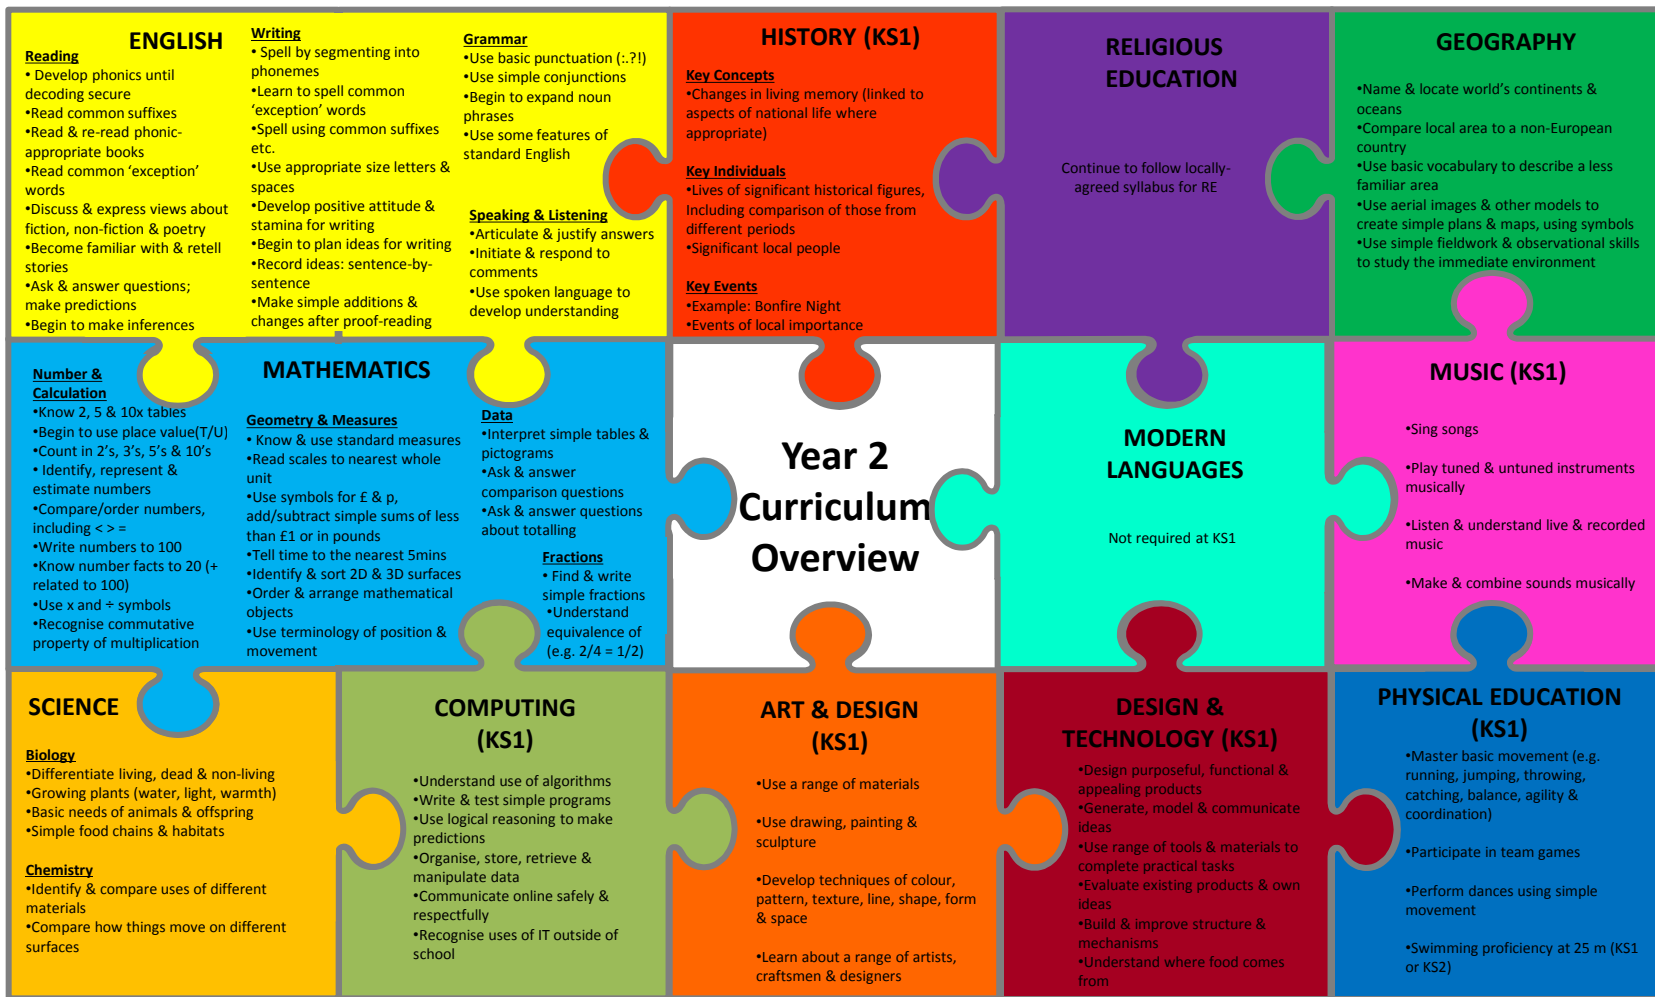 ENGLISH
Reading
• Develop phonics until
decoding secure
•Read common suffixes
•Read & re-read phonic-
appropriate books
•Read common ‘exception’
words
•Discuss & express views about
fiction, non-fiction & poetry
•Become familiar with & retell
stories
•Ask & answer questions;
make predictions
•Begin to make inferences
Writing
• Spell by segmenting into
phonemes
•Learn to spell common
‘exception’ words
•Spell using common suffixes
etc.
•Use appropriate size letters &
spaces
•Develop positive attitude &
stamina for writing
•Begin to plan ideas for writing
•Record ideas: sentence-by-
sentence
•Make simple additions &
changes after proof-reading
Grammar
•Use basic punctuation (:.?!)
•Use simple conjunctions
•Begin to expand noun
phrases
•Use some features of
standard English
Speaking & Listening
•Articulate & justify answers
•Initiate & respond to
comments
•Use spoken language to
develop understanding
HISTORY (KS1)
Key Concepts
•Changes in living memory (linked to
aspects of national life where
appropriate)
Key Individuals
•Lives of significant historical figures,
Including comparison of those from
different periods
•Significant local people
Key Events
•Example: Bonfire Night
•Events of local importance
RELIGIOUS
EDUCATION
Continue to follow locally-
agreed syllabus for RE
GEOGRAPHY
•Name & locate world’s continents &
oceans
•Compare local area to a non-European
country
•Use basic vocabulary to describe a less
familiar area
•Use aerial images & other models to
create simple plans & maps, using symbols
•Use simple fieldwork & observational skills
to study the immediate environment
MATHEMATICS
Number &
Calculation
•Know 2, 5 & 10x tables
•Begin to use place value(T/U)
•Count in 2’s, 3’s, 5’s & 10’s
• Identify, represent &
estimate numbers
•Compare/order numbers,
including < > =
•Write numbers to 100
•Know number facts to 20 (+
related to 100)
•Use x and ÷ symbols
•Recognise commutative
property of multiplication
Geometry & Measures
• Know & use standard measures
•Read scales to nearest whole
unit
•Use symbols for £ & p,
add/subtract simple sums of less
than £1 or in pounds
•Tell time to the nearest 5mins
•Identify & sort 2D & 3D surfaces
•Order & arrange mathematical
objects
•Use terminology of position &
movement
Data
•Interpret simple tables &
pictograms
•Ask & answer
comparison questions
•Ask & answer questions
about totalling
Fractions
• Find & write
simple fractions
•Understand
equivalence of
(e.g. 2/4 = 1/2)
Year 2
Curriculum
Overview
MODERN
LANGUAGES
Not required at KS1
MUSIC (KS1)
•Sing songs
•Play tuned & untuned instruments
musically
•Listen & understand live & recorded
music
•Make & combine sounds musically
SCIENCE
Biology
•Differentiate living, dead & non-living
•Growing plants (water, light, warmth)
•Basic needs of animals & offspring
•Simple food chains & habitats
Chemistry
•Identify & compare uses of different
materials
•Compare how things move on different
surfaces
COMPUTING
(KS1)
•Understand use of algorithms
•Write & test simple programs
•Use logical reasoning to make
predictions
•Organise, store, retrieve &
manipulate data
•Communicate online safely &
respectfully
•Recognise uses of IT outside of
school
ART & DESIGN
(KS1)
•Use a range of materials
•Use drawing, painting &
sculpture
•Develop techniques of colour,
pattern, texture, line, shape, form
& space
•Learn about a range of artists,
craftsmen & designers
DESIGN &
TECHNOLOGY (KS1)
•Design purposeful, functional &
appealing products
•Generate, model & communicate
ideas
•Use range of tools & materials to
complete practical tasks
•Evaluate existing products & own
ideas
•Build & improve structure &
mechanisms
•Understand where food comes
from
PHYSICAL EDUCATION
(KS1)
•Master basic movement (e.g.
running, jumping, throwing,
catching, balance, agility &
coordination)
•Participate in team games
•Perform dances using simple
movement
•Swimming proficiency at 25 m (KS1
or KS2)